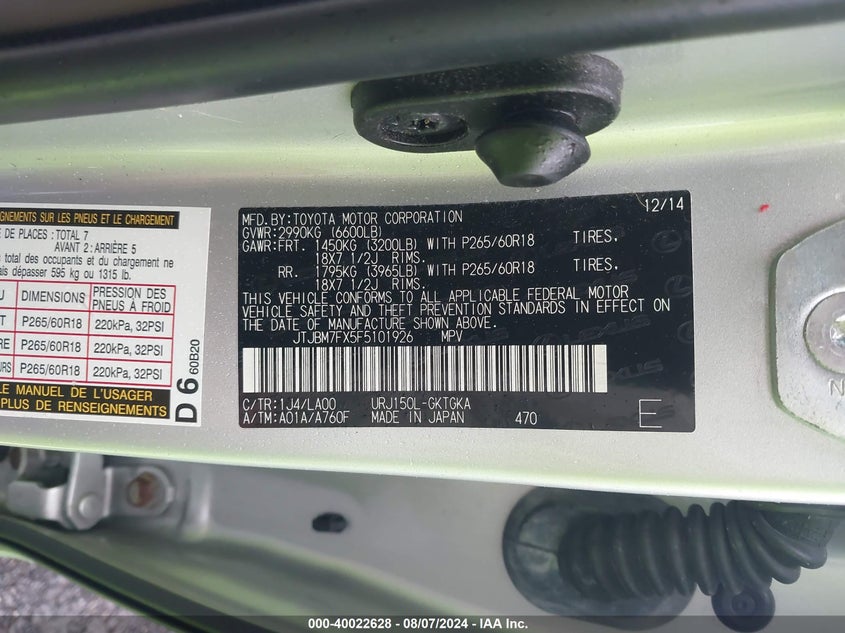 GNEMENTS SUR LES PNEUS ET LE CHARGEMENT
DE PLACES: TOTAL 7
AVANT 2: ARRIÈRE 5
total des occupants et du chargement ne
ais dépasser 595 kg ou 1315 lb.
U DIMENSIONS PRESSION DES PNEUS À FROID
T P265/60R18 220kPa, 32PSI
RE P265/60R18 220kPa, 32PSI
URS P265/60R18 220kPa, 32PSI
LE MANUEL DE L'USAGER
PLUS DE RENSEIGNEMENTS
D 6 60B20
MFD.BY:TOYOTA MOTOR CORPORATION 12/14
GVWR:2990KG (6600LB)
GAWR:FRT. 1450KG (3200LB) WITH P265/60R18 TIRES.
18X7 1/2J RIMS.
RR. 1795KG (3965LB) WITH P265/60R18 TIRES.
18X7 1/2J RIMS.
THIS VEHICLE CONFORMS TO ALL APPLICABLE FEDERAL MOTOR
VEHICLE SAFETY AND THEFT PREVENTION STANDARDS IN EFFECT ON
THE DATE OF MANUFACTURE SHOWN ABOVE.
JTJBM7FX5F5101926 MPV
C/TR:1J4/LA00 URJ150L-GKTGKA
A/TM:A01A/A760F MADE IN JAPAN 470 E
LEXUS
N
000-40022628 - 08/07/2024 - IAA Inc.